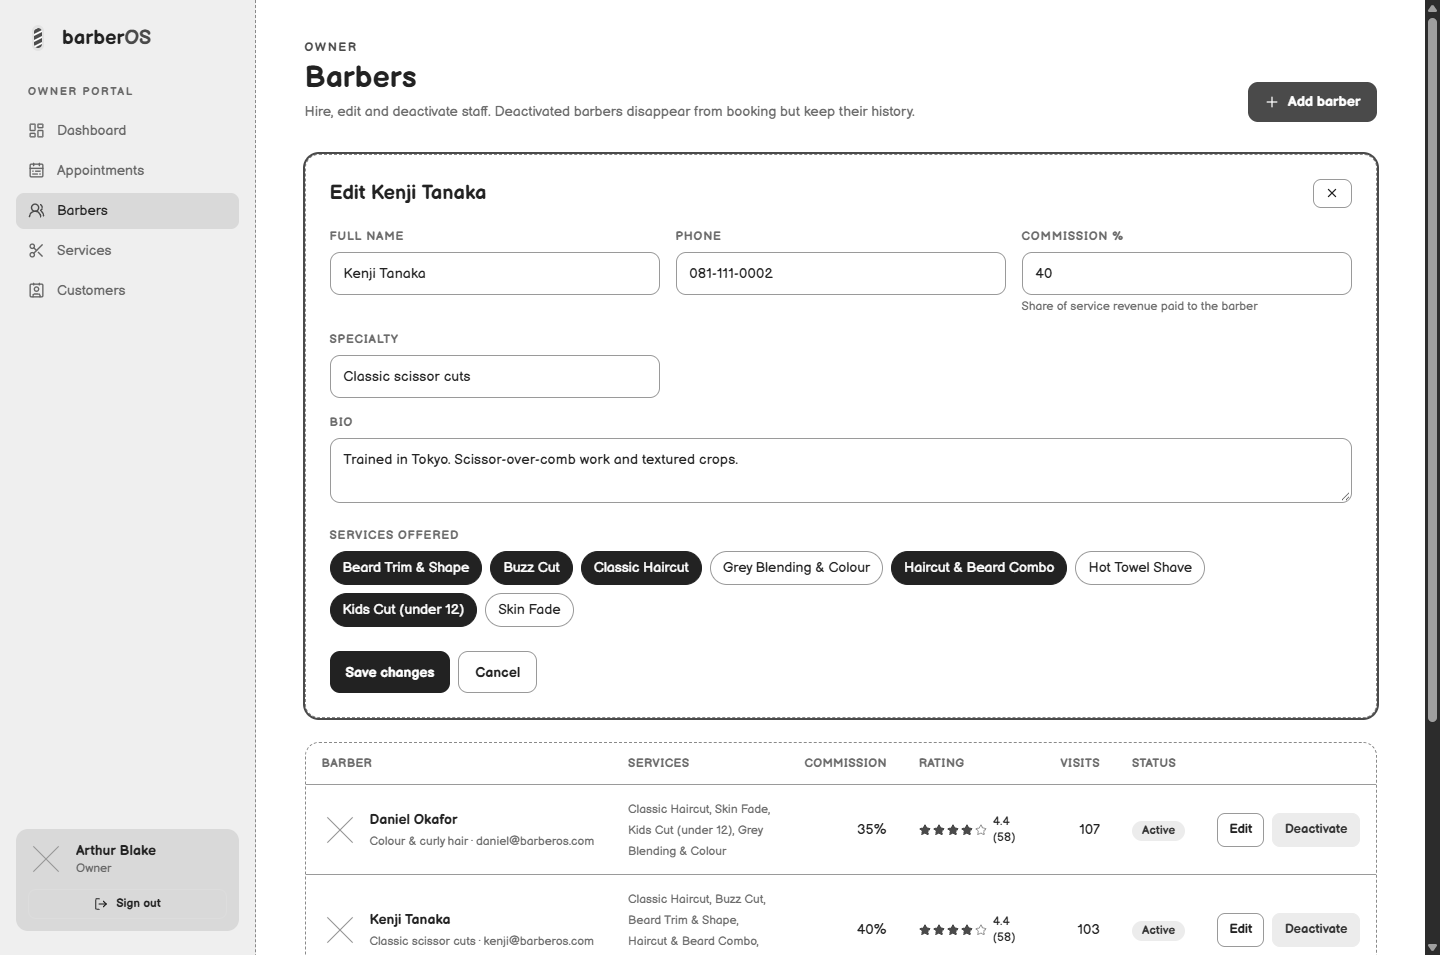 barberOS
OWNER PORTAL
Dashboard
Appointments
Barbers
Services
Customers
Arthur Blake
Owner
Sign out
OWNER
Barbers
Hire, edit and deactivate staff. Deactivated barbers disappear from booking but keep their history.
+ Add barber
Edit Kenji Tanaka
FULL NAME
Kenji Tanaka
PHONE
081-111-0002
COMMISSION %
40
Share of service revenue paid to the barber
SPECIALTY
Classic scissor cuts
BIO
Trained in Tokyo. Scissor-over-comb work and textured crops.
SERVICES OFFERED
Beard Trim & Shape Buzz Cut Classic Haircut Grey Blending & Colour Haircut & Beard Combo Hot Towel Shave
Kids Cut (under 12) Skin Fade
Save changes Cancel
BARBER SERVICES COMMISSION RATING VISITS STATUS
Daniel Okafor
Colour & curly hair · daniel@barberos.com
Classic Haircut, Skin Fade,
Kids Cut (under 12), Grey
Blending & Colour
35%
4.4
(58)
107
Active
Edit
Deactivate
Kenji Tanaka
Classic scissor cuts · kenji@barberos.com
Classic Haircut, Buzz Cut,
Beard Trim & Shape,
Haircut & Beard Combo,
40%
4.4
(58)
103
Active
Edit
Deactivate